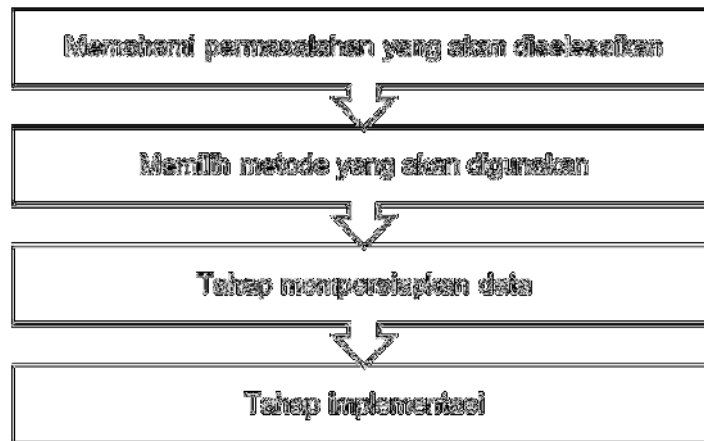 Memahami permasalahan yang akan diselesaikan
Memilih metode yang akan digunakan
Tahap mempersiapkan data
Tahap implementasi